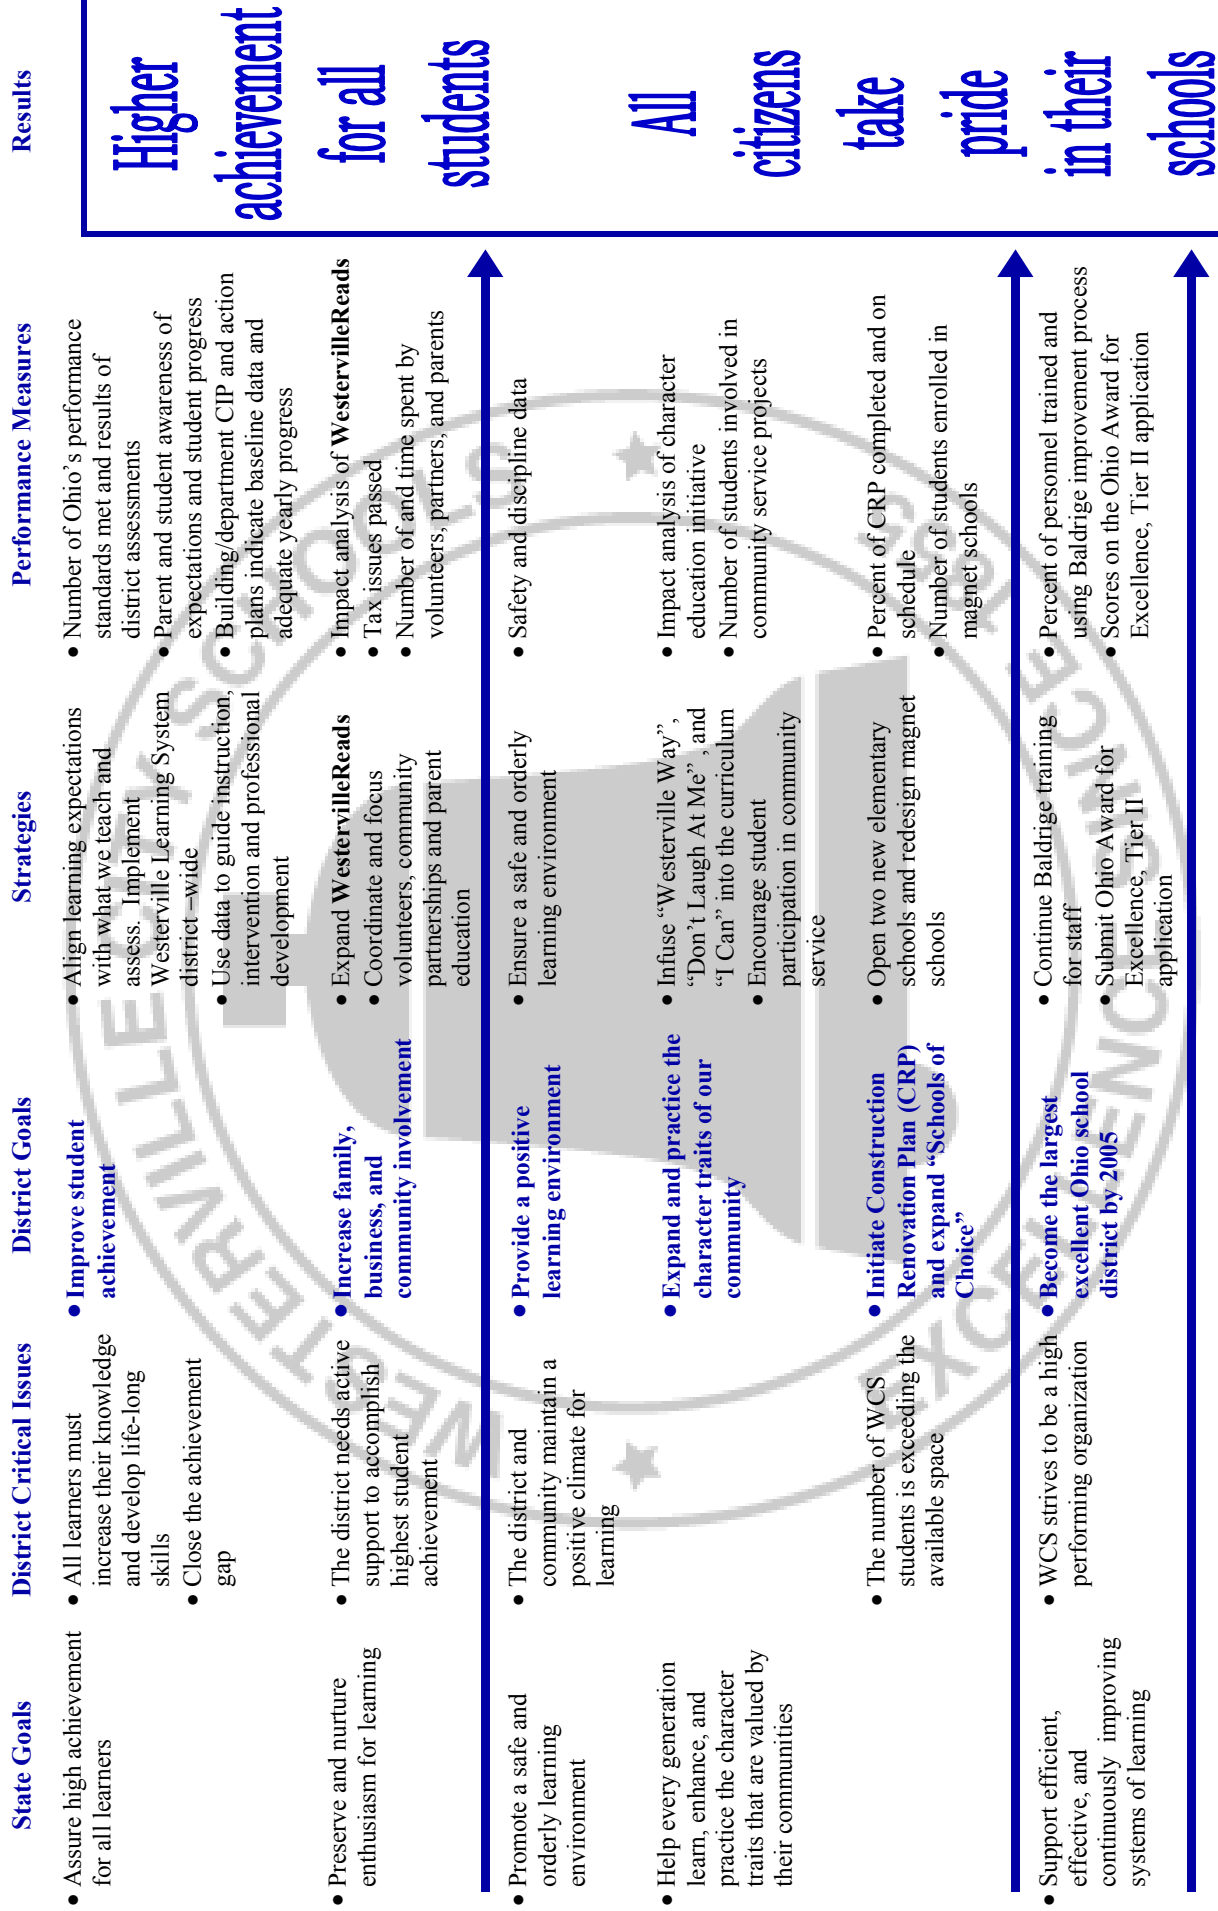 State Goals
District Critical Issues
District Goals
Strategies
Performance Measures
Results
• Assure high achievement
for all learners
• All learners must
increase their knowledge
and develop life-long
skills
• Close the achievement
gap
• Improve student
achievement
• Align learning expectations
with what we teach and
assess. Implement
Westerville Learning System
district –wide
• Use data to guide instruction,
intervention and professional
development
• Number of Ohio’s performance
standards met and results of
district assessments
• Parent and student awareness of
expectations and student progress
• Building/department CIP and action
plans indicate baseline data and
adequate yearly progress
• Preserve and nurture
enthusiasm for learning
• The district needs active
support to accomplish
highest student
achievement
• Increase family,
business, and
community involvement
• Expand WestervilleReads
• Coordinate and focus
volunteers, community
partnerships and parent
education
• Impact analysis of WestervilleReads
• Tax issues passed
• Number of and time spent by
volunteers, partners, and parents
• Promote a safe and
orderly learning
environment
• The district and
community maintain a
positive climate for
learning
• Provide a positive
learning environment
• Ensure a safe and orderly
learning environment
• Safety and discipline data
• Help every generation
learn, enhance, and
practice the character
traits that are valued by
their communities
• Expand and practice the
character traits of our
community
• Infuse “Westerville Way”,
“Don’t Laugh At Me” , and
“I Can” into the curriculum
• Encourage student
participation in community
service
• Impact analysis of character
education initiative
• Number of students involved in
community service projects
• The number of WCS
students is exceeding the
available space
• Initiate Construction
Renovation Plan (CRP)
and expand “Schools of
Choice”
• Open two new elementary
schools and redesign magnet
schools
• Percent of CRP completed and on
schedule
• Number of students enrolled in
magnet schools
• Support efficient,
effective, and
continuously improving
systems of learning
• WCS strives to be a high
performing organization
• Become the largest
excellent Ohio school
district by 2005
• Continue Baldrige training
for staff
• Submit Ohio Award for
Excellence, Tier II
application
• Percent of personnel trained and
using Baldrige improvement process
• Scores on the Ohio Award for
Excellence, Tier II application
Higher
achievement
for all
students
All
citizens
take
pride
in their
schools
WESTERVILLE CITY SCHOOLS
EXCELLENCE SINCE 1855